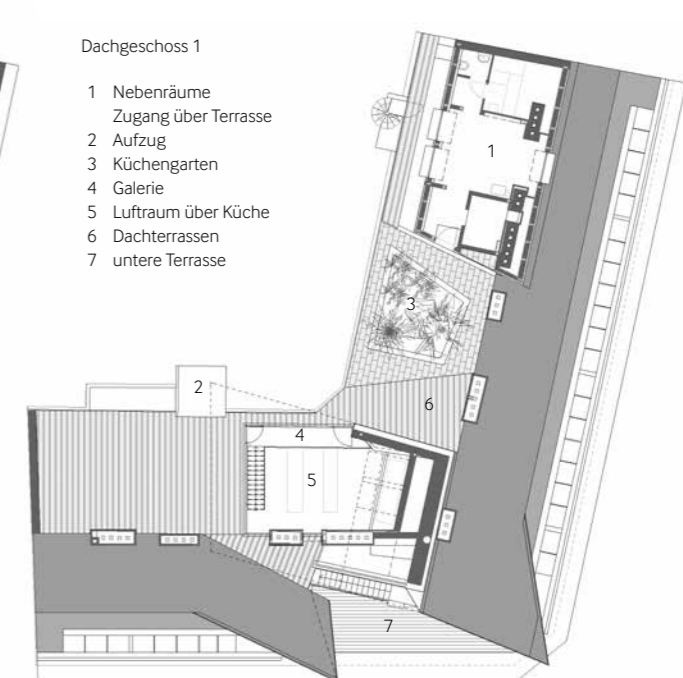 Dachgeschoss 1
1 Nebenräume
Zugang über Terrasse
2 Aufzug
3 Küchengarten
4 Galerie
5 Luftraum über Küche
6 Dachterrassen
7 untere Terrasse
1
3
2
6
4
5
7